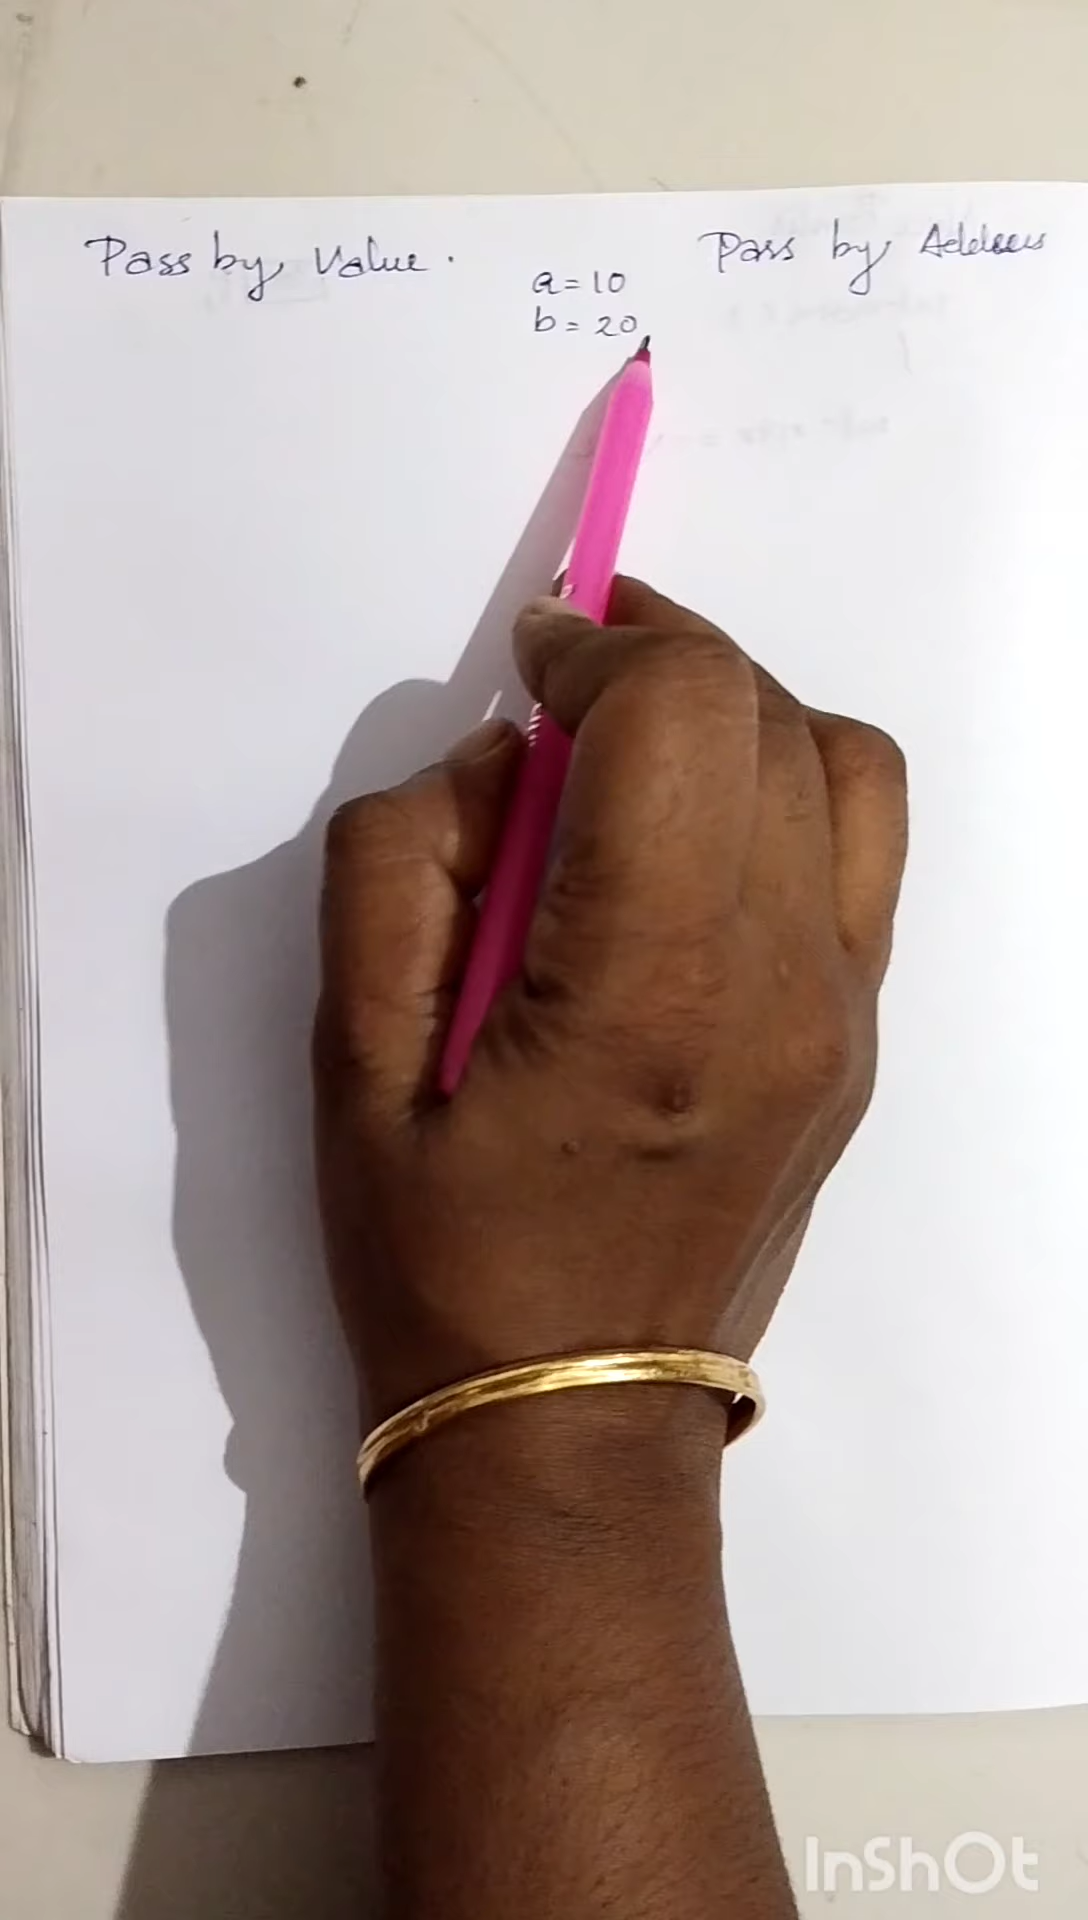 Pass by Value.
Pass by Address
a = 10
b = 20
InShOt